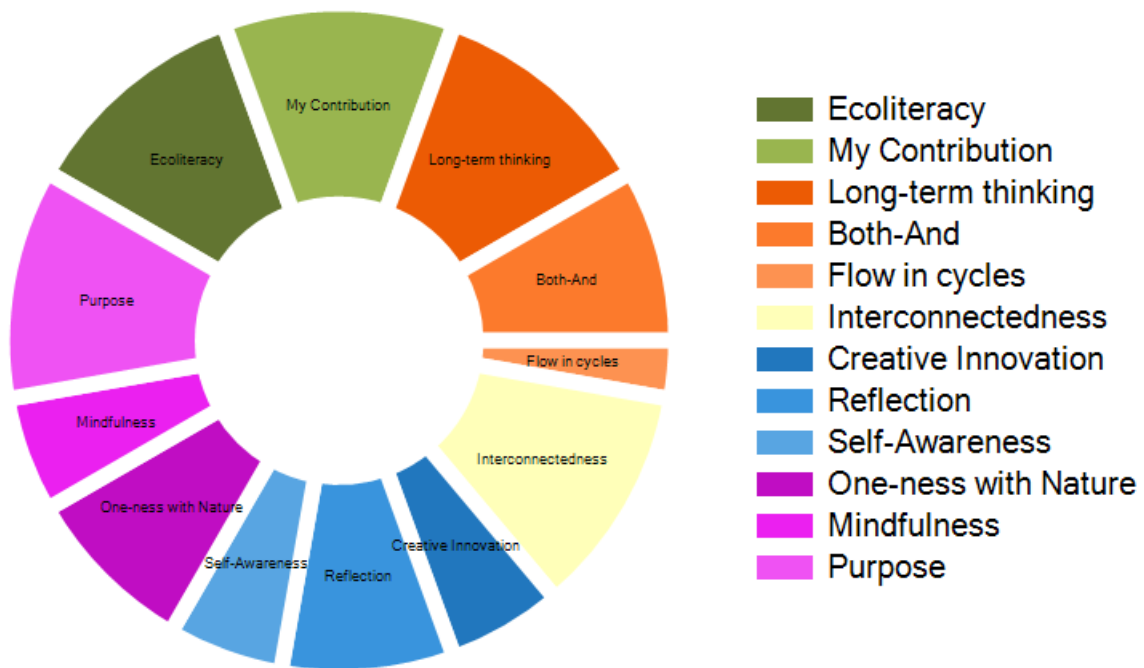 My Contribution
Ecoliteracy
Long-term thinking
Both-And
Purpose
Flow in cycles
Mindfulness
Interconnectedness
One-ness with Nature
Creative Innovation
Self-Awareness
Reflection
Ecoliteracy
My Contribution
Long-term thinking
Both-And
Flow in cycles
Interconnectedness
Creative Innovation
Reflection
Self-Awareness
One-ness with Nature
Mindfulness
Purpose